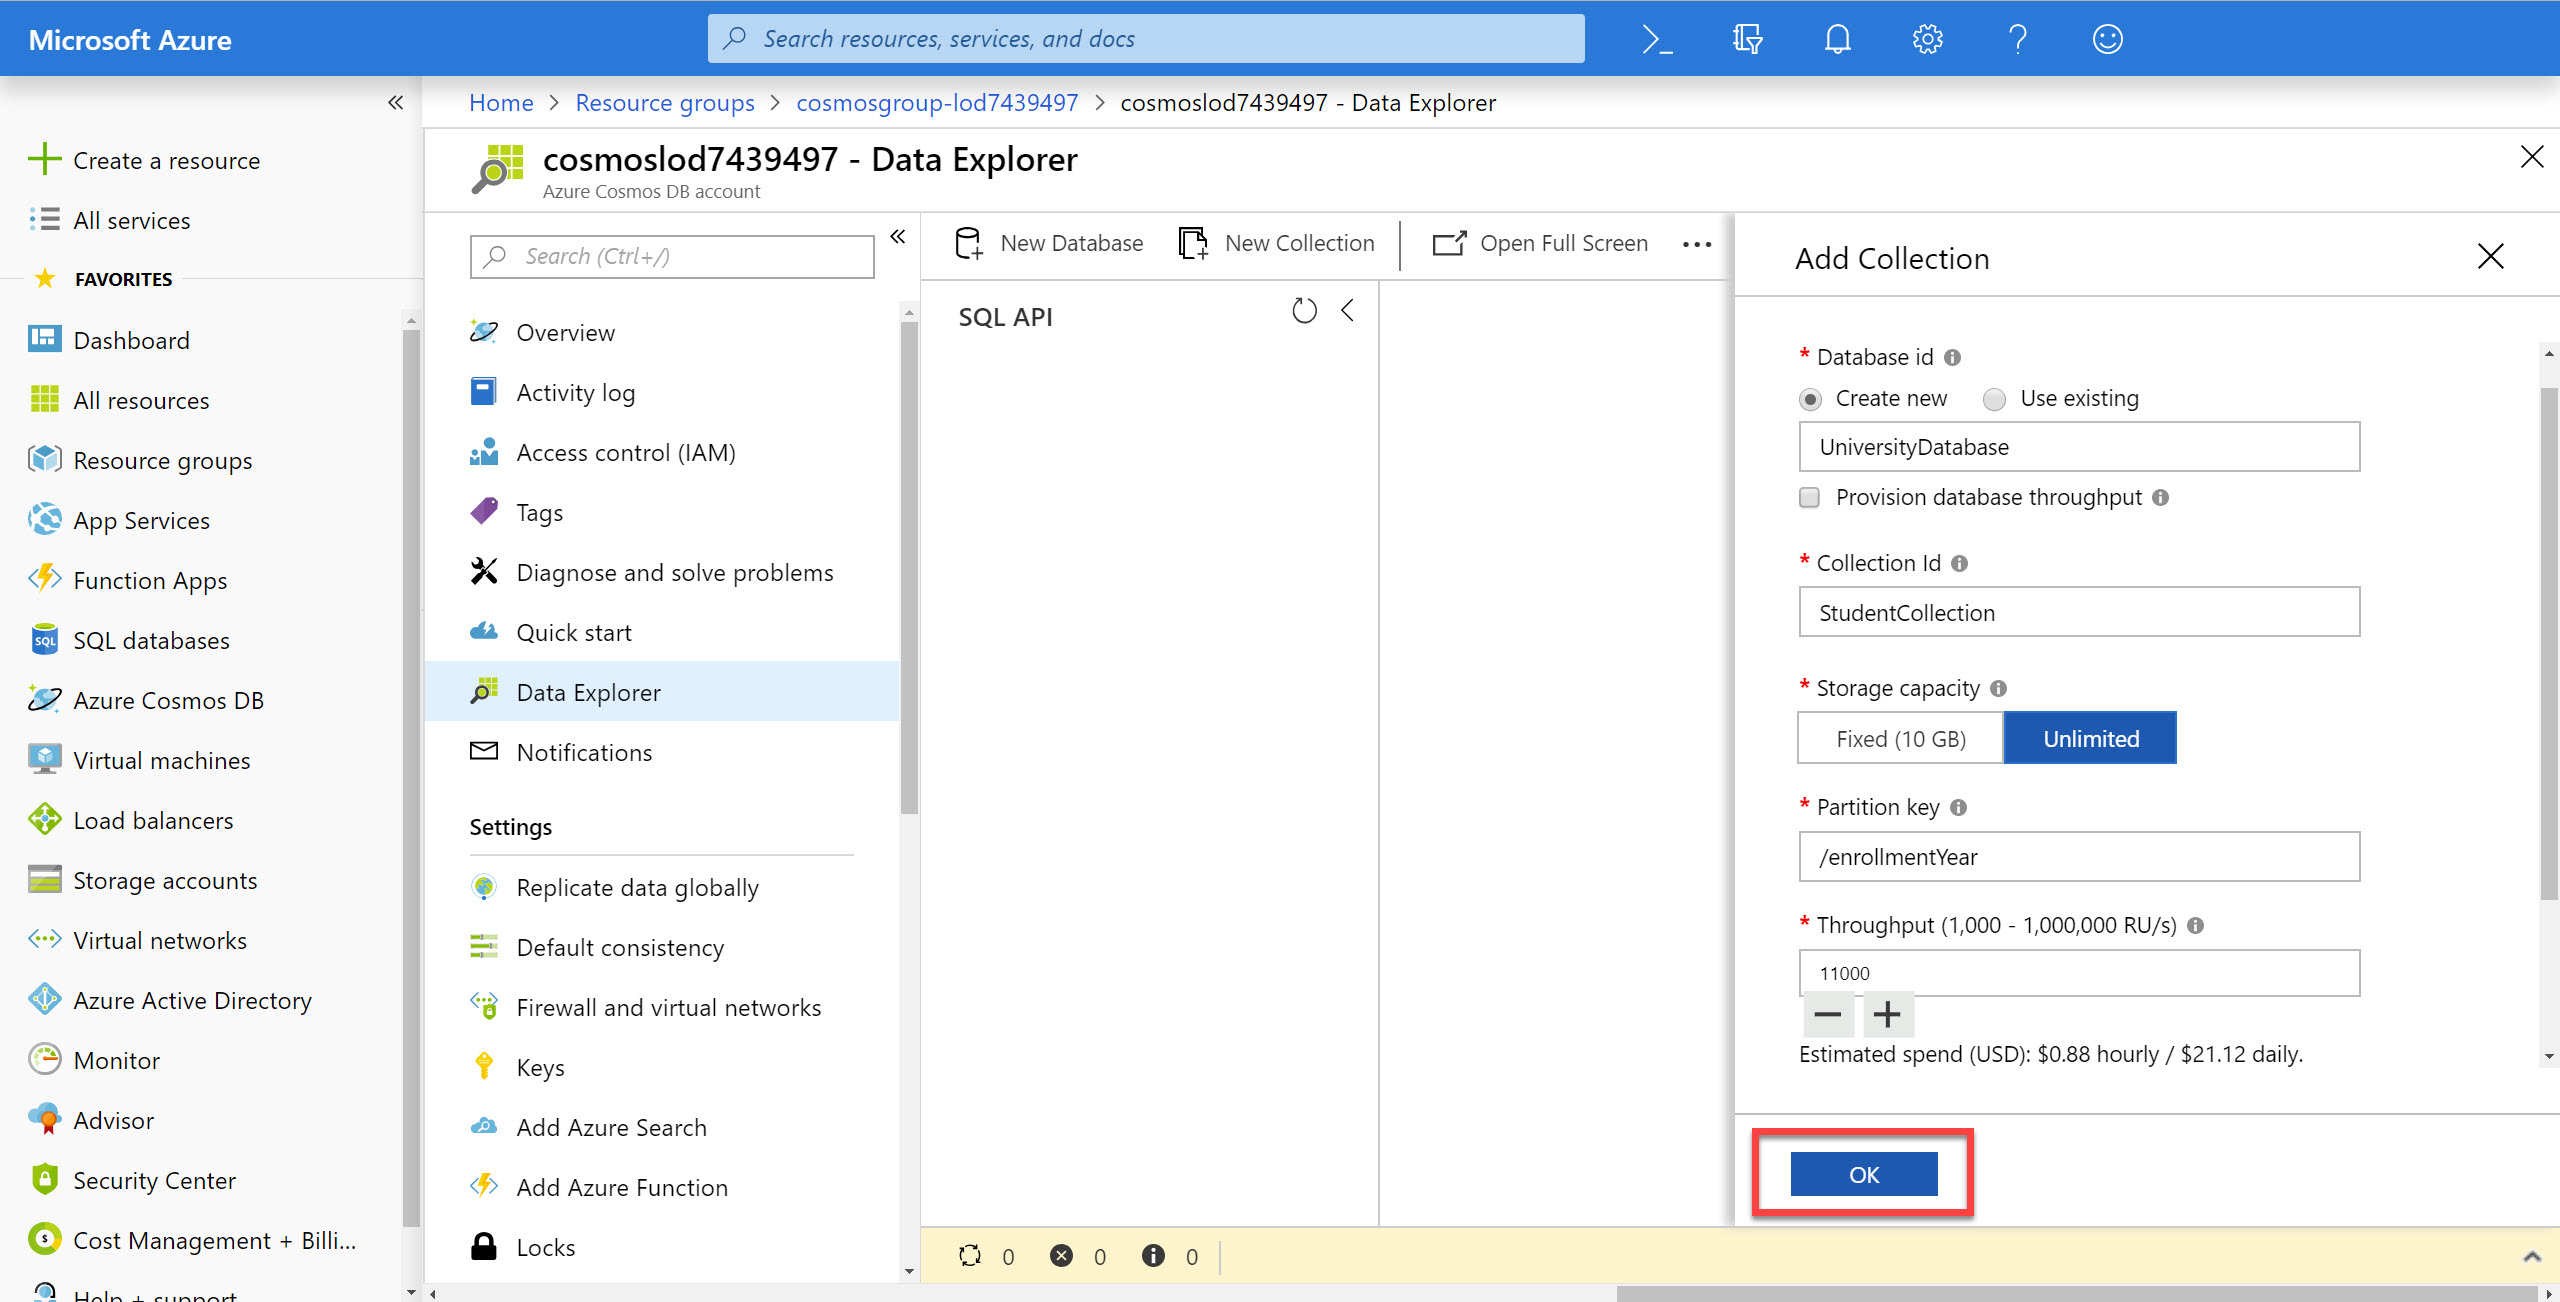 Microsoft Azure
Search resources, services, and docs
Home > Resource groups > cosmosgroup-lod7439497 > cosmoslod7439497 - Data Explorer
cosmoslod7439497 - Data Explorer
Azure Cosmos DB account
Create a resource
All services
FAVORITES
Dashboard
All resources
Resource groups
App Services
Function Apps
SQL databases
Azure Cosmos DB
Virtual machines
Load balancers
Storage accounts
Virtual networks
Azure Active Directory
Monitor
Advisor
Security Center
Cost Management + Billi...
Help + support
Search (Ctrl+/)
Overview
Activity log
Access control (IAM)
Tags
Diagnose and solve problems
Quick start
Data Explorer
Notifications
Settings
Replicate data globally
Default consistency
Firewall and virtual networks
Keys
Add Azure Search
Add Azure Function
Locks
New Database New Collection Open Full Screen
SQL API
0 0 0
Add Collection
* Database id
Create new Use existing
UniversityDatabase
Provision database throughput
* Collection Id
StudentCollection
* Storage capacity
Fixed (10 GB) Unlimited
* Partition key
/enrollmentYear
* Throughput (1,000 - 1,000,000 RU/s)
11000
Estimated spend (USD): $0.88 hourly / $21.12 daily.
OK